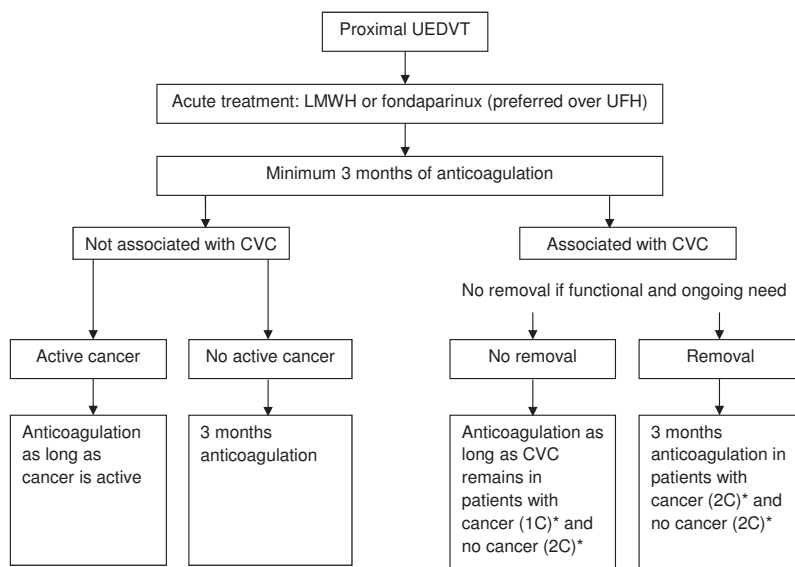 Proximal UEDVT
Acute treatment: LMWH or fondaparinux (preferred over UFH)
Minimum 3 months of anticoagulation
Not associated with CVC
Associated with CVC
No removal if functional and ongoing need
Active cancer
No active cancer
No removal
Removal
Anticoagulation
as long as
cancer is active
3 months
anticoagulation
Anticoagulation as
long as CVC
remains in
patients with
cancer (1C)* and
no cancer (2C)*
3 months
anticoagulation in
patients with
cancer (2C)* and
no cancer (2C)*